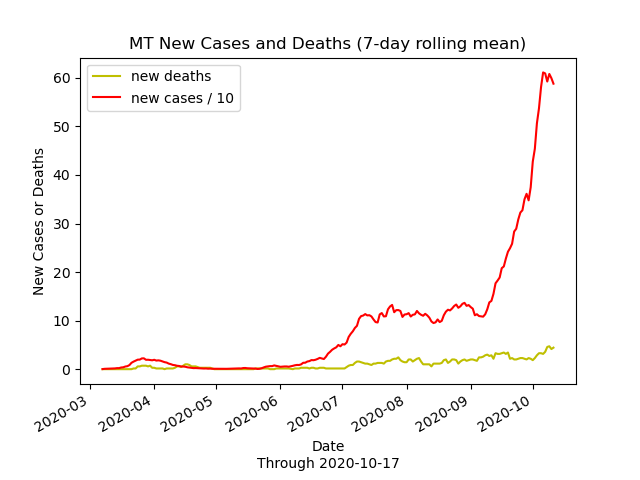 MT New Cases and Deaths (7-day rolling mean)
new deaths
new cases / 10
60
50
40
30
20
10
0
New Cases or Deaths
2020-03
2020-04
2020-05
2020-06
2020-07
2020-08
2020-09
2020-10
Date
Through 2020-10-17